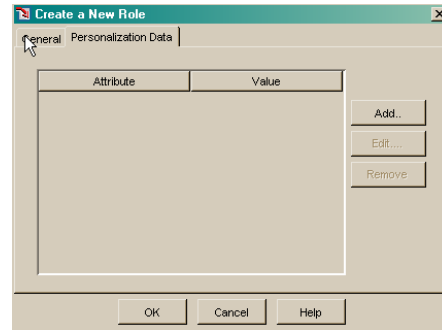 Create a New Role
General Personalization Data
Attribute Value
Add..
Edit....
Remove
OK Cancel Help